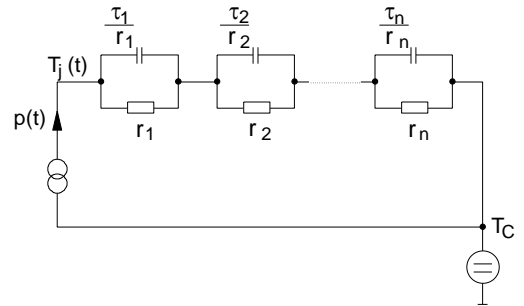 τ1 τ2 τn
r1 r2 rn
Tj (t)
r1 r2 rn
p(t)
TC